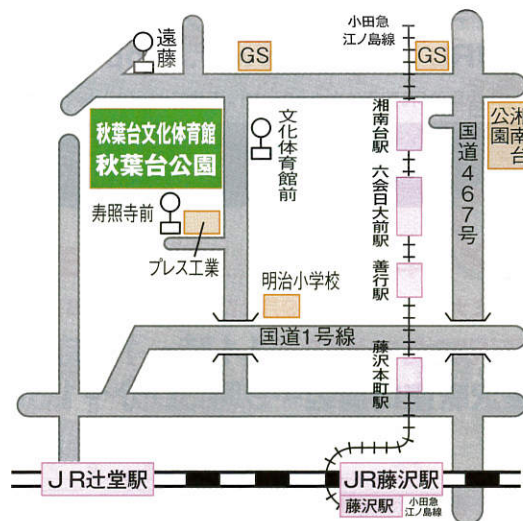 小田急
江ノ島線
遠藤
GS
GS
秋葉台文化体育館
秋葉台公園
文化体育館前
湘南台駅
湘南台
公園
国道467号
六会日大前駅
寿照寺前
プレス工業
善行駅
明治小学校
国道1号線
藤沢本町駅
JR辻堂駅
JR藤沢駅
藤沢駅
小田急
江ノ島線